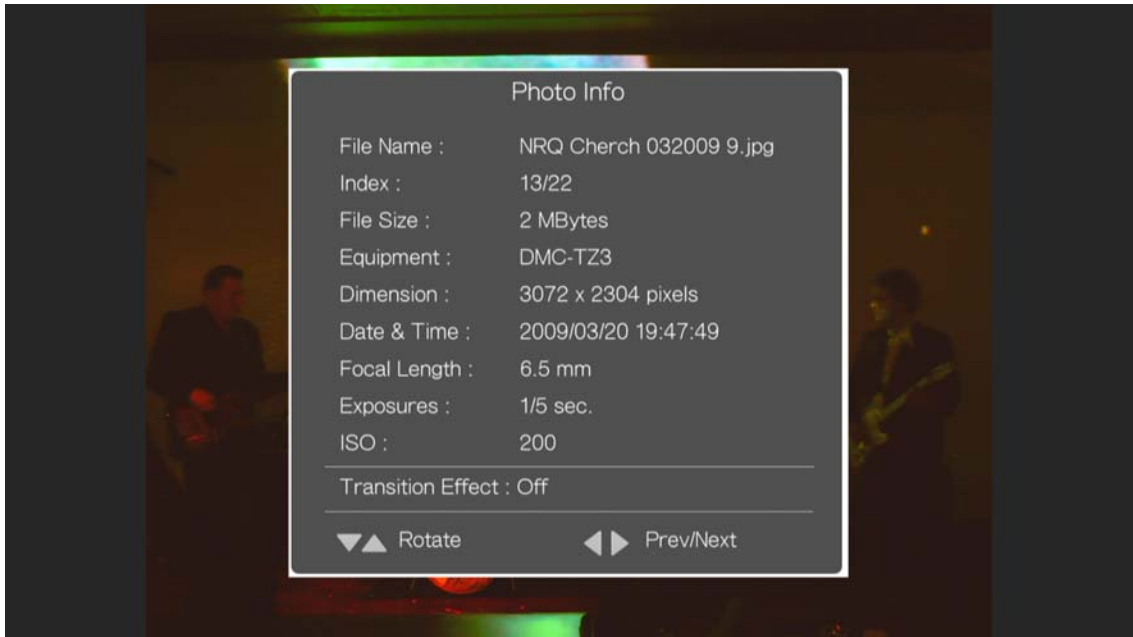 Photo Info
File Name : NRQ Cherch 032009 9.jpg
Index : 13/22
File Size : 2 MBytes
Equipment : DMC-TZ3
Dimension : 3072 x 2304 pixels
Date & Time : 2009/03/20 19:47:49
Focal Length : 6.5 mm
Exposures : 1/5 sec.
ISO : 200
Transition Effect : Off
Rotate Prev/Next